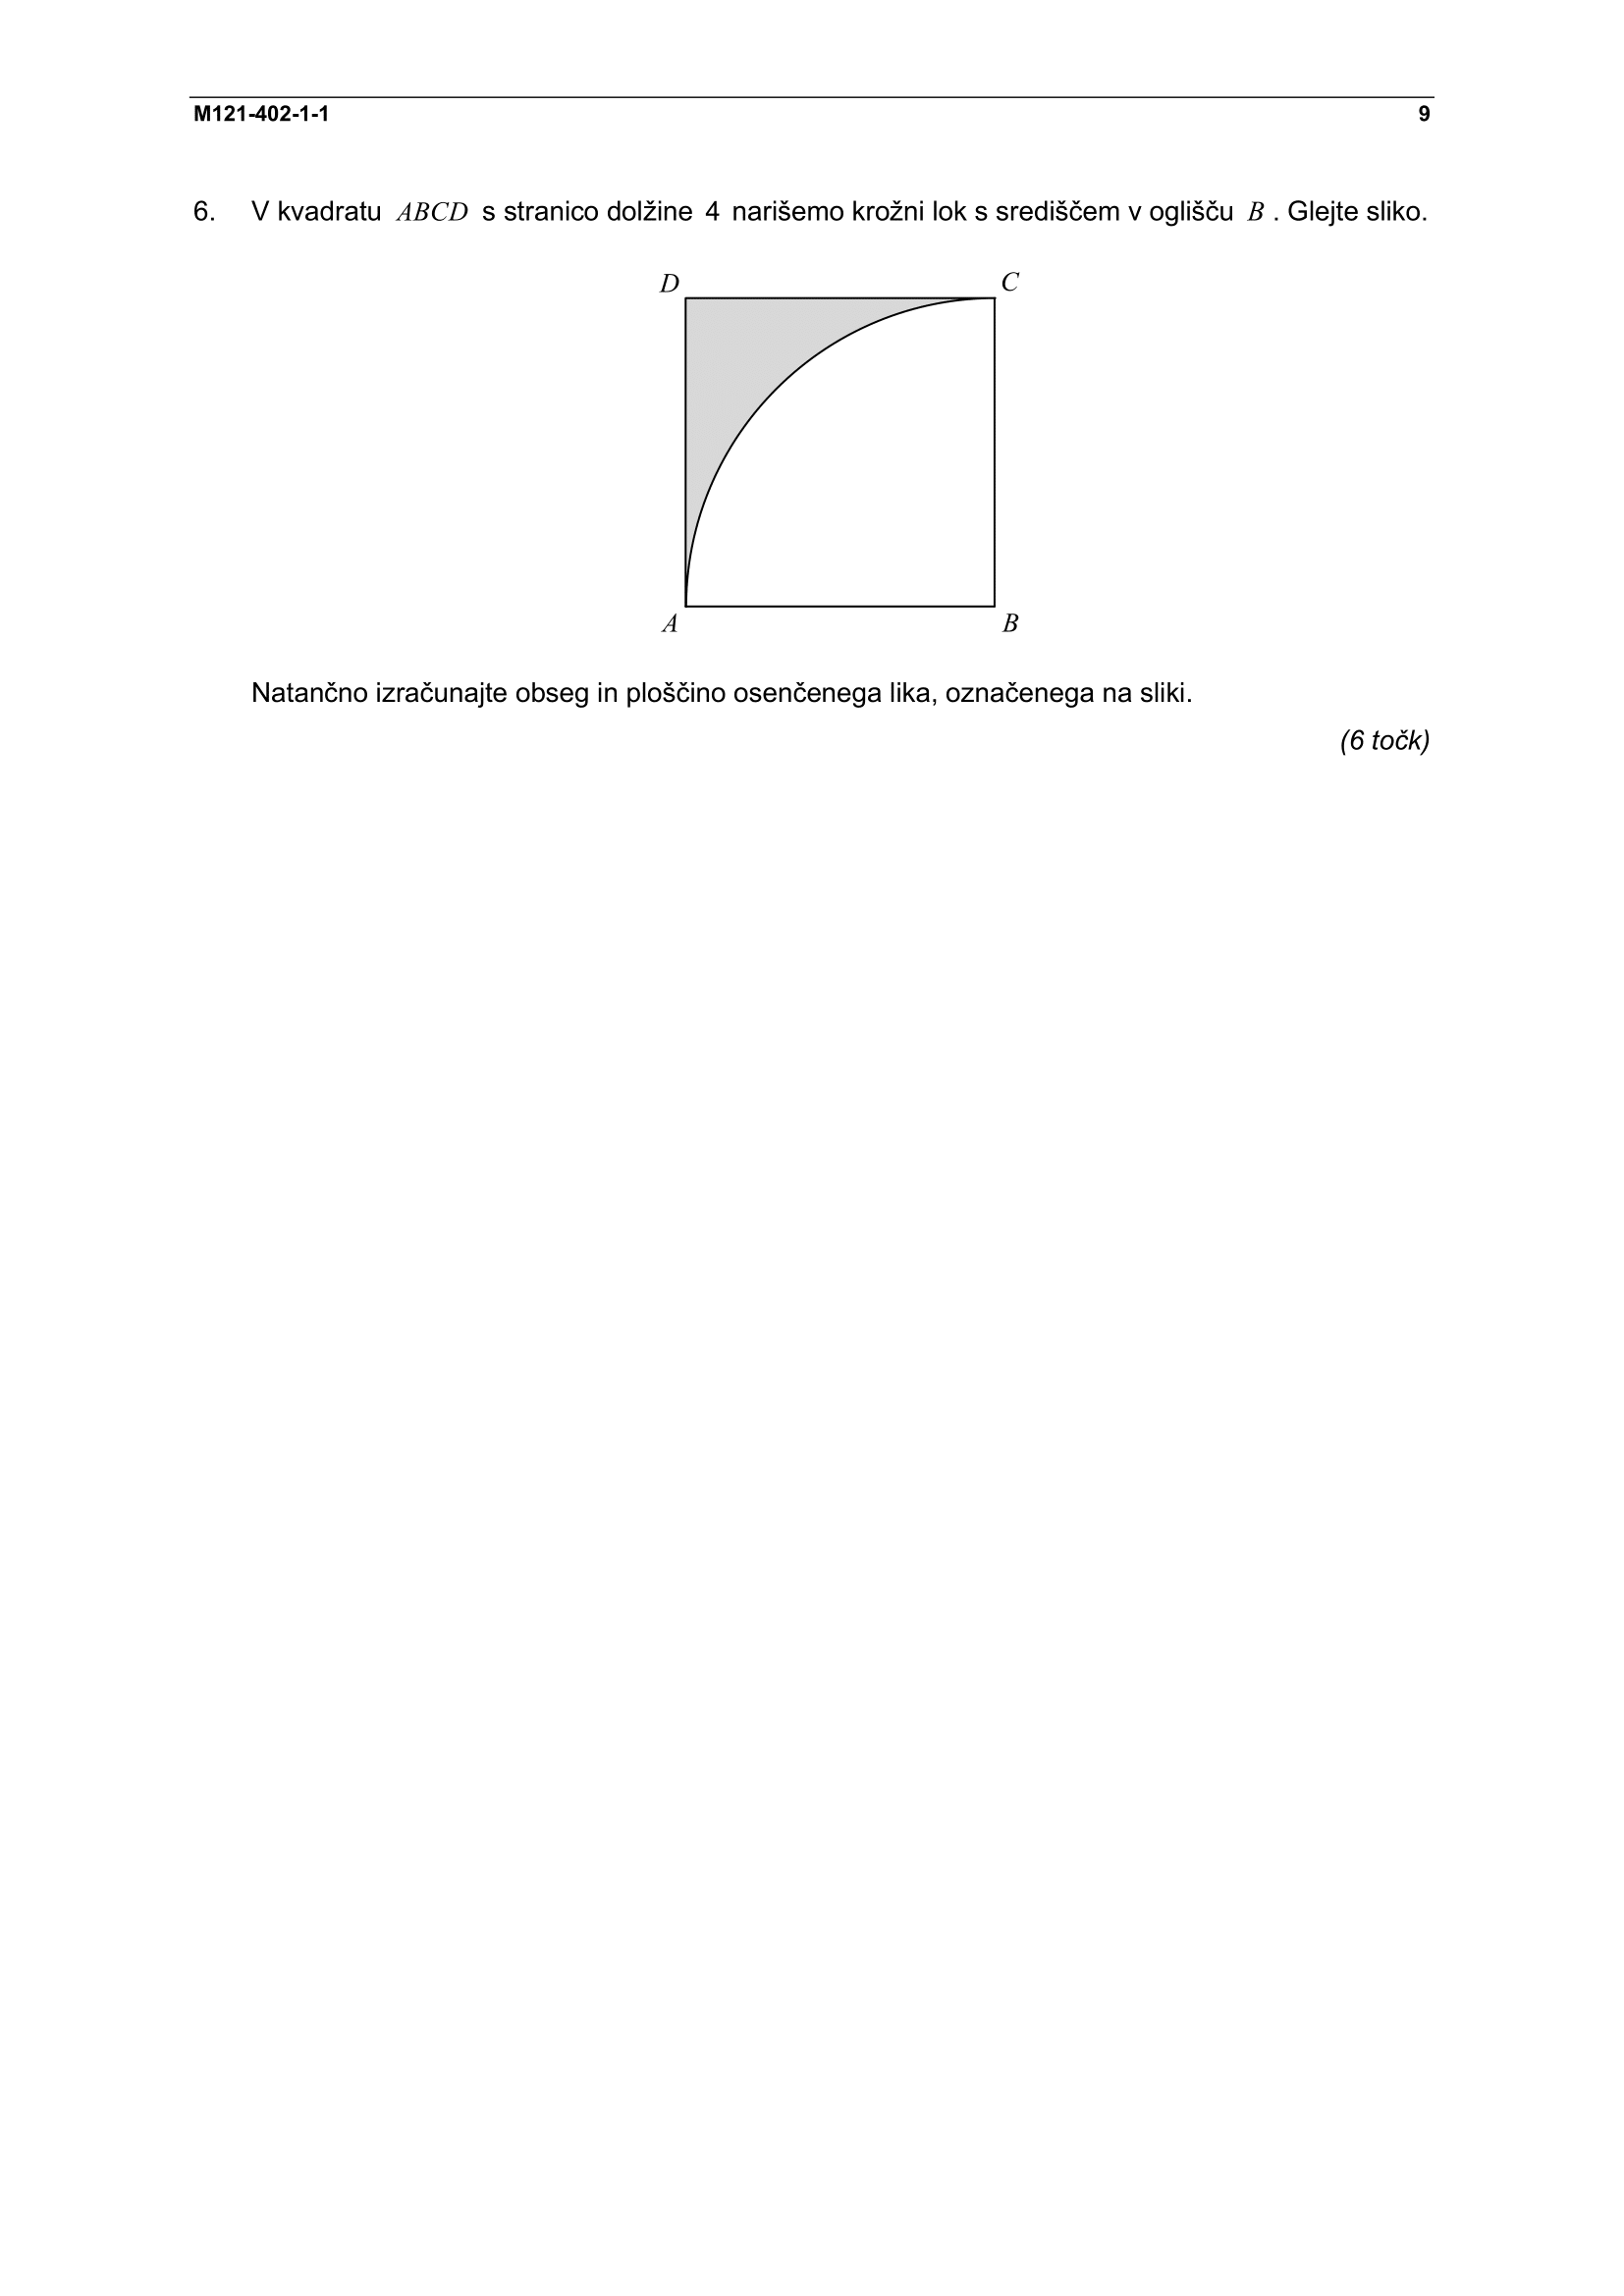 M121-402-1-1 9
6. V kvadratu ABCD s stranico dolžine 4 narišemo krožni lok s središčem v oglišču B . Glejte sliko.
D C
A B
Natančno izračunajte obseg in ploščino osenčenega lika, označenega na sliki.
(6 točk)